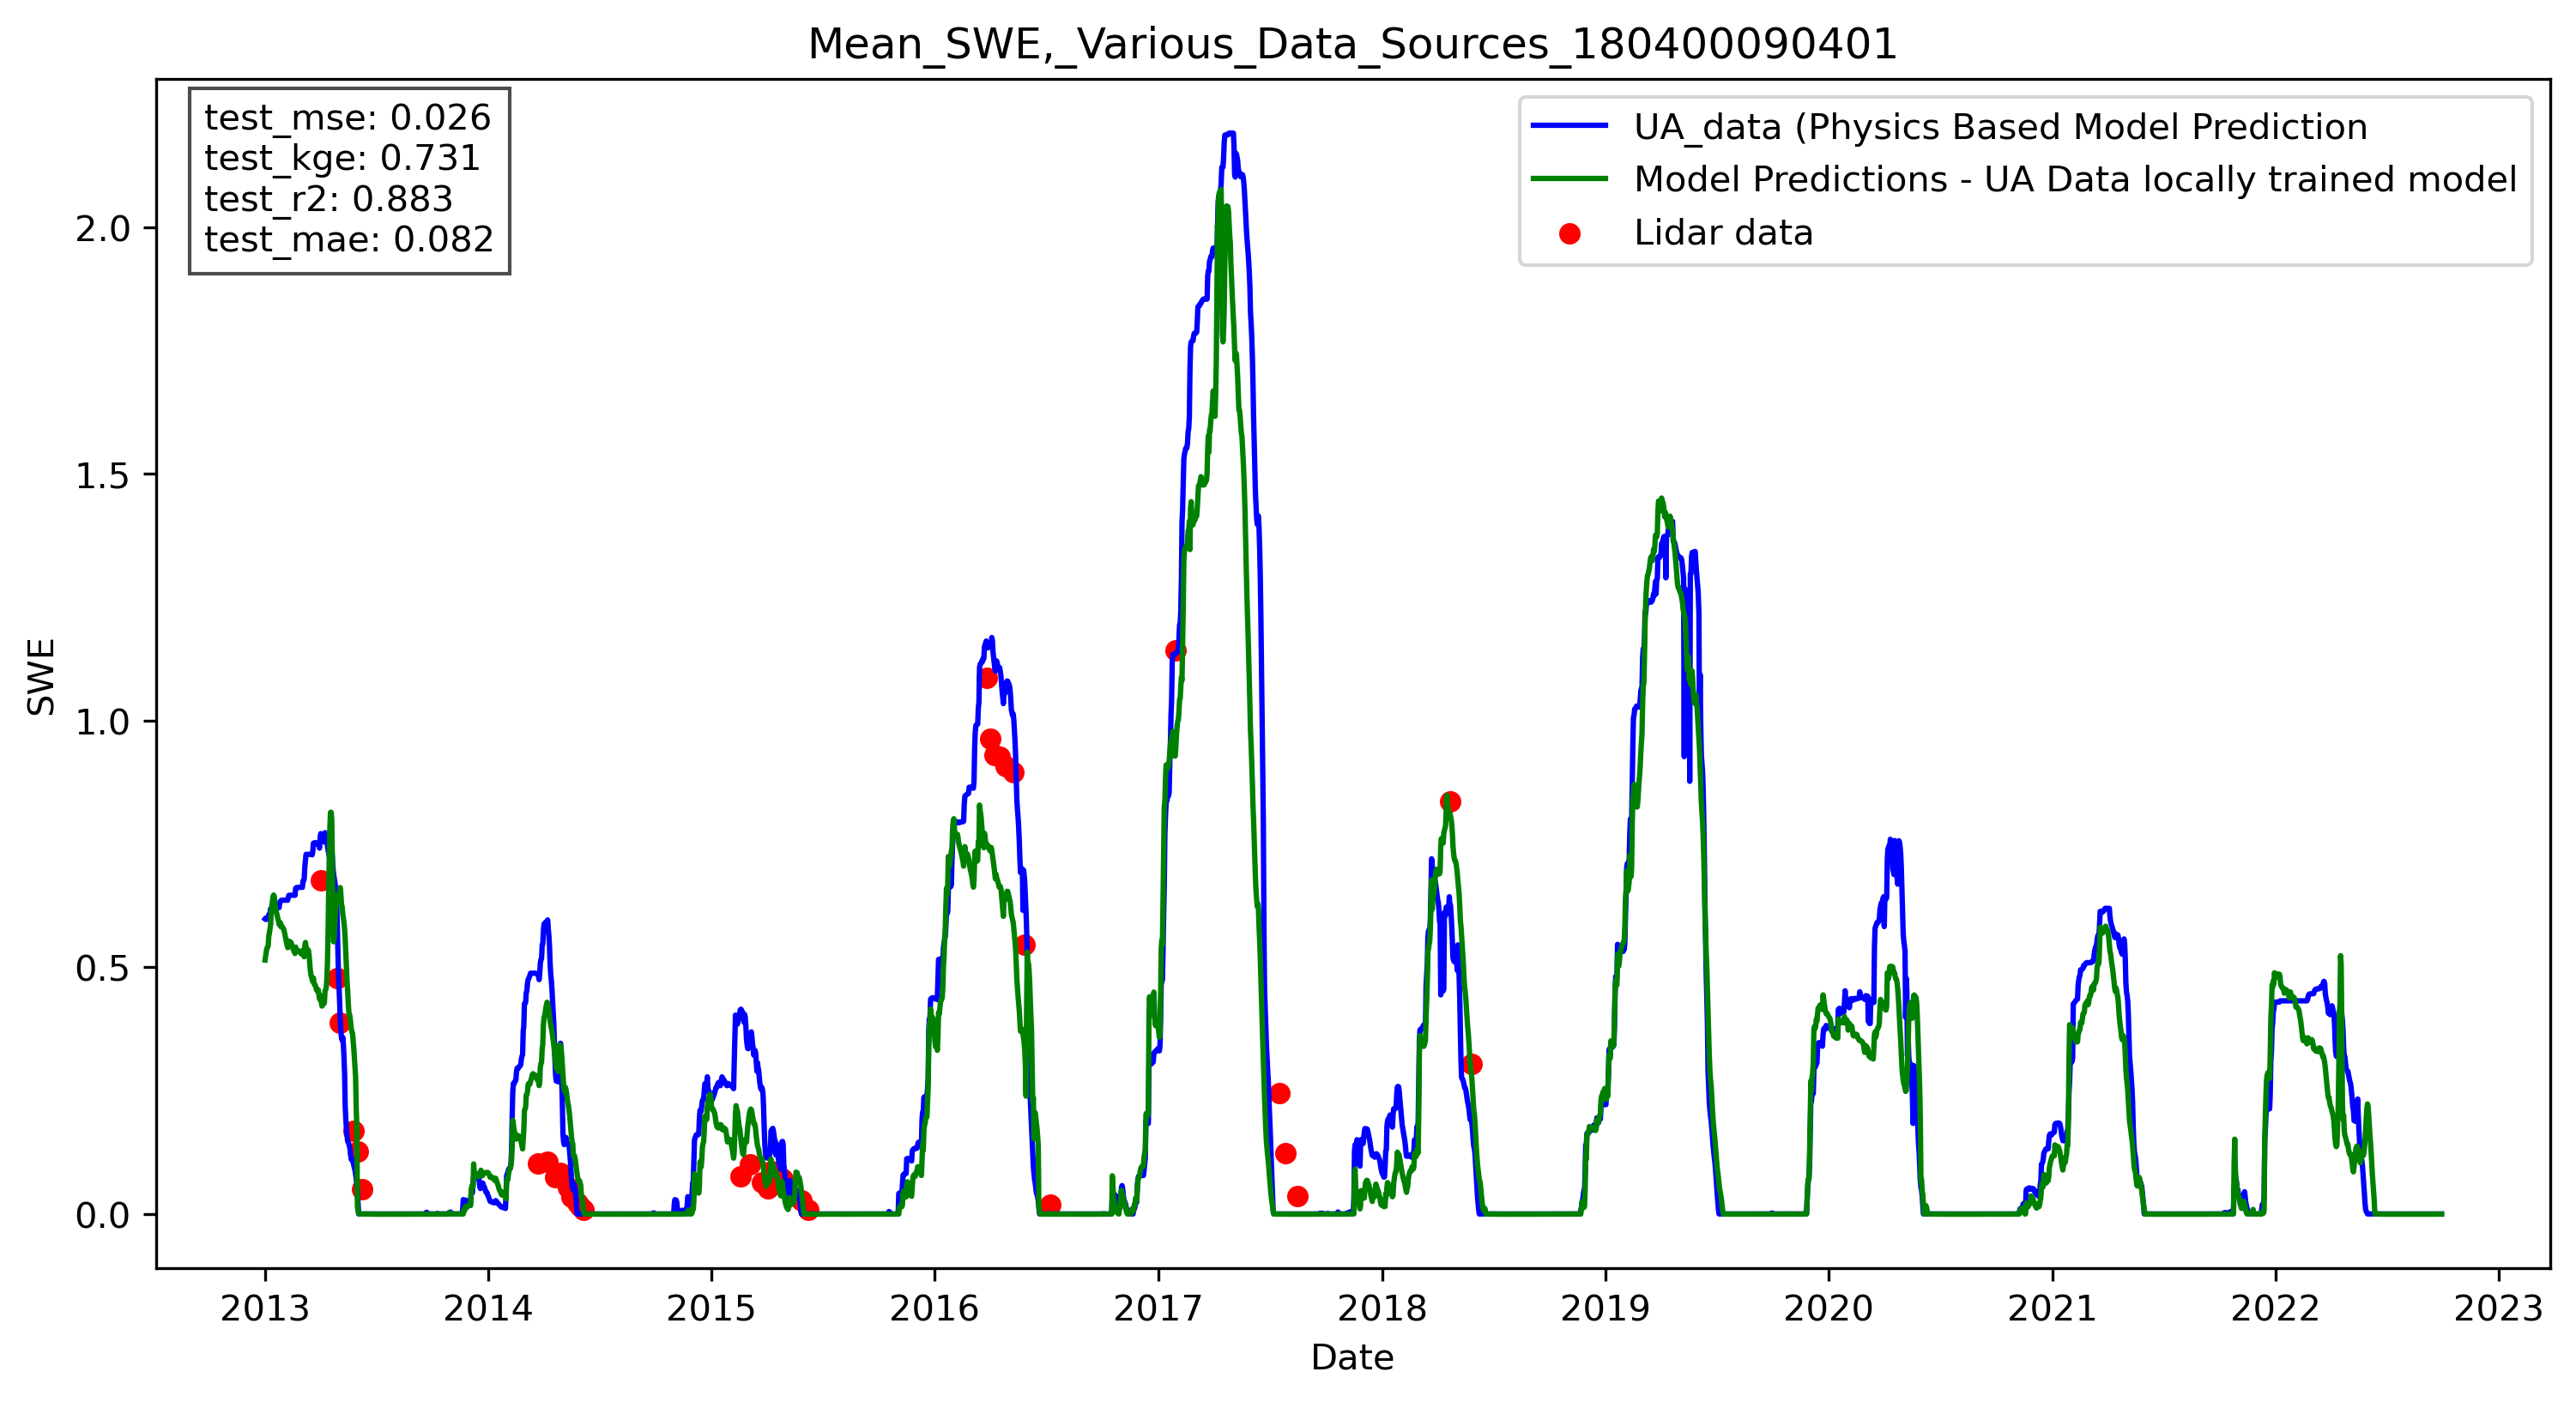 Mean_SWE,_Various_Data_Sources_180400090401
test_mse: 0.026
test_kge: 0.731
test_r2: 0.883
test_mae: 0.082
UA_data (Physics Based Model Prediction
Model Predictions - UA Data locally trained model
Lidar data
2.0
1.5
1.0
0.5
0.0
SWE
2013 2014 2015 2016 2017 2018 2019 2020 2021 2022 2023
Date